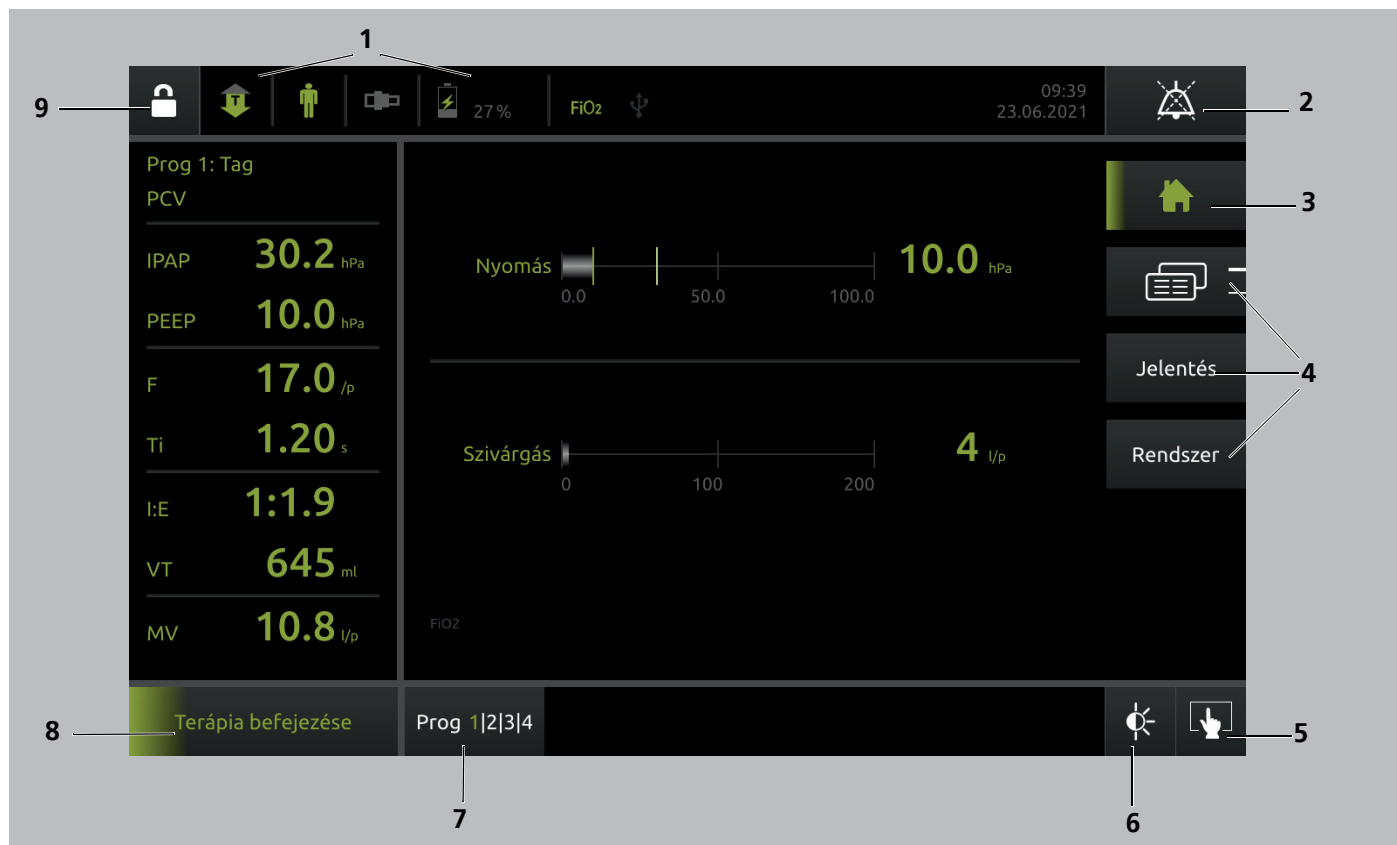 1
9
27%
FiO2
09:39
23.06.2021
2
Prog 1: Tag
PCV
IPAP 30.2 hPa
PEEP 10.0 hPa
F 17.0 /p
Ti 1.20 s
I:E 1:1.9
VT 645 ml
MV 10.8 l/p
Nyomás 10.0 hPa
0.0 50.0 100.0
Szivárgás 4 l/p
0 100 200
FiO2
3
4
Jelentés
Rendszer
8
Terápia befejezése
Prog 1|2|3|4
5
7
6
T